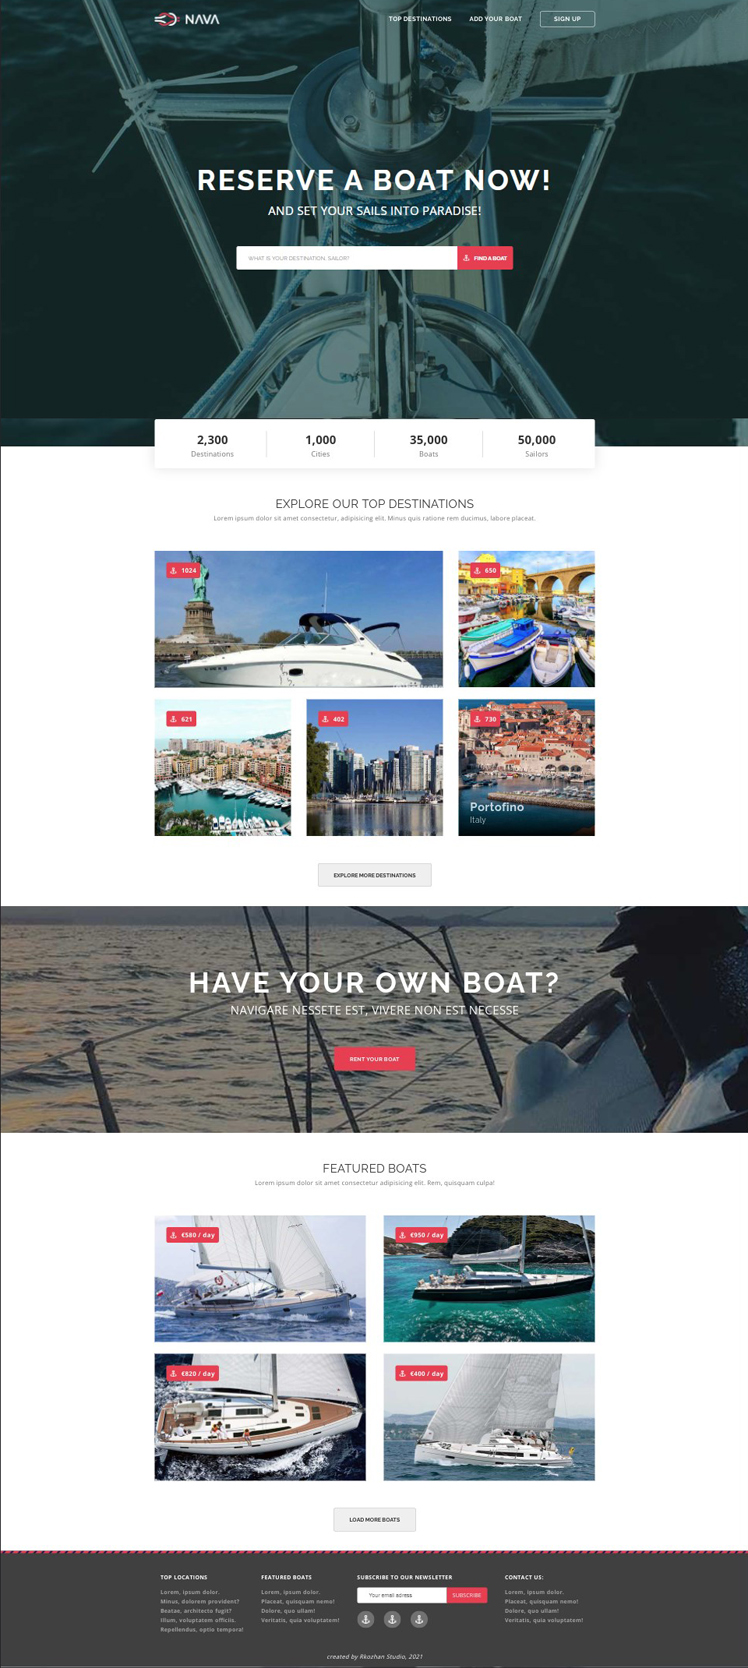 NAVA
TOP DESTINATIONS ADD YOUR BOAT SIGN UP
RESERVE A BOAT NOW!
AND SET YOUR SAILS INTO PARADISE!
WHAT IS YOUR DESTINATION, SAILOR? FIND A BOAT
2,300 1,000 35,000 50,000
Destinations Cities Boats Sailors
EXPLORE OUR TOP DESTINATIONS
Lorem ipsum dolor sit amet consectetur, adipisicing elit. Minus quis ratione rem ducimus, labore placeat.
1024 650
621 402 730
Portofino
Italy
EXPLORE MORE DESTINATIONS
HAVE YOUR OWN BOAT?
NAVIGARE NESSETE EST, VIVERE NON EST NECESSE
RENT YOUR BOAT
FEATURED BOATS
Lorem ipsum dolor sit amet consectetur adipisicing elit. Rem, quisquam culpa!
€580 / day €950 / day
€820 / day €400 / day
LOAD MORE BOATS
TOP LOCATIONS FEATURED BOATS SUBSCRIBE TO OUR NEWSLETTER CONTACT US:
Lorem, ipsum dolor. Lorem, ipsum dolor. Your email adress SUBSCRIBE Lorem, ipsum dolor.
Minus, dolorem provident? Placeat, quisquam nemo! Placeat, quisquam nemo!
Beatae, architecto fugit? Dolore, quo ullam! Dolore, quo ullam!
Illum, voluptatem officiis. Veritatis, quia voluptatem! Veritatis, quia voluptatem!
Repellendus, optio tempora!
created by Rkozhan Studio, 2021